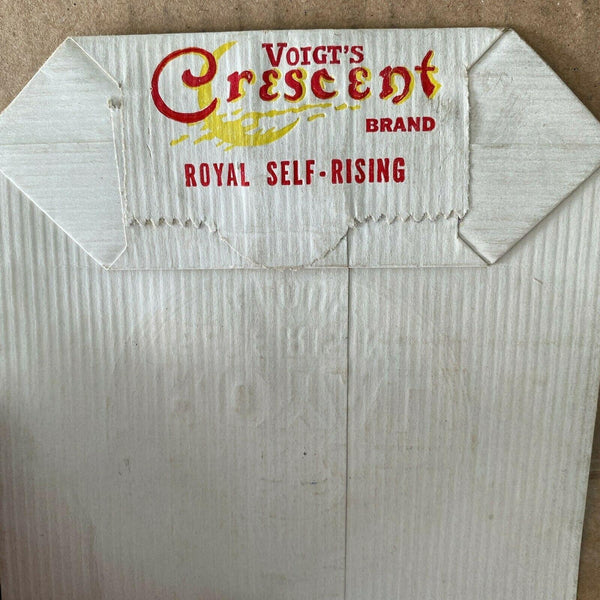 VOIGT'S
Crescent
BRAND
ROYAL SELF-RISING